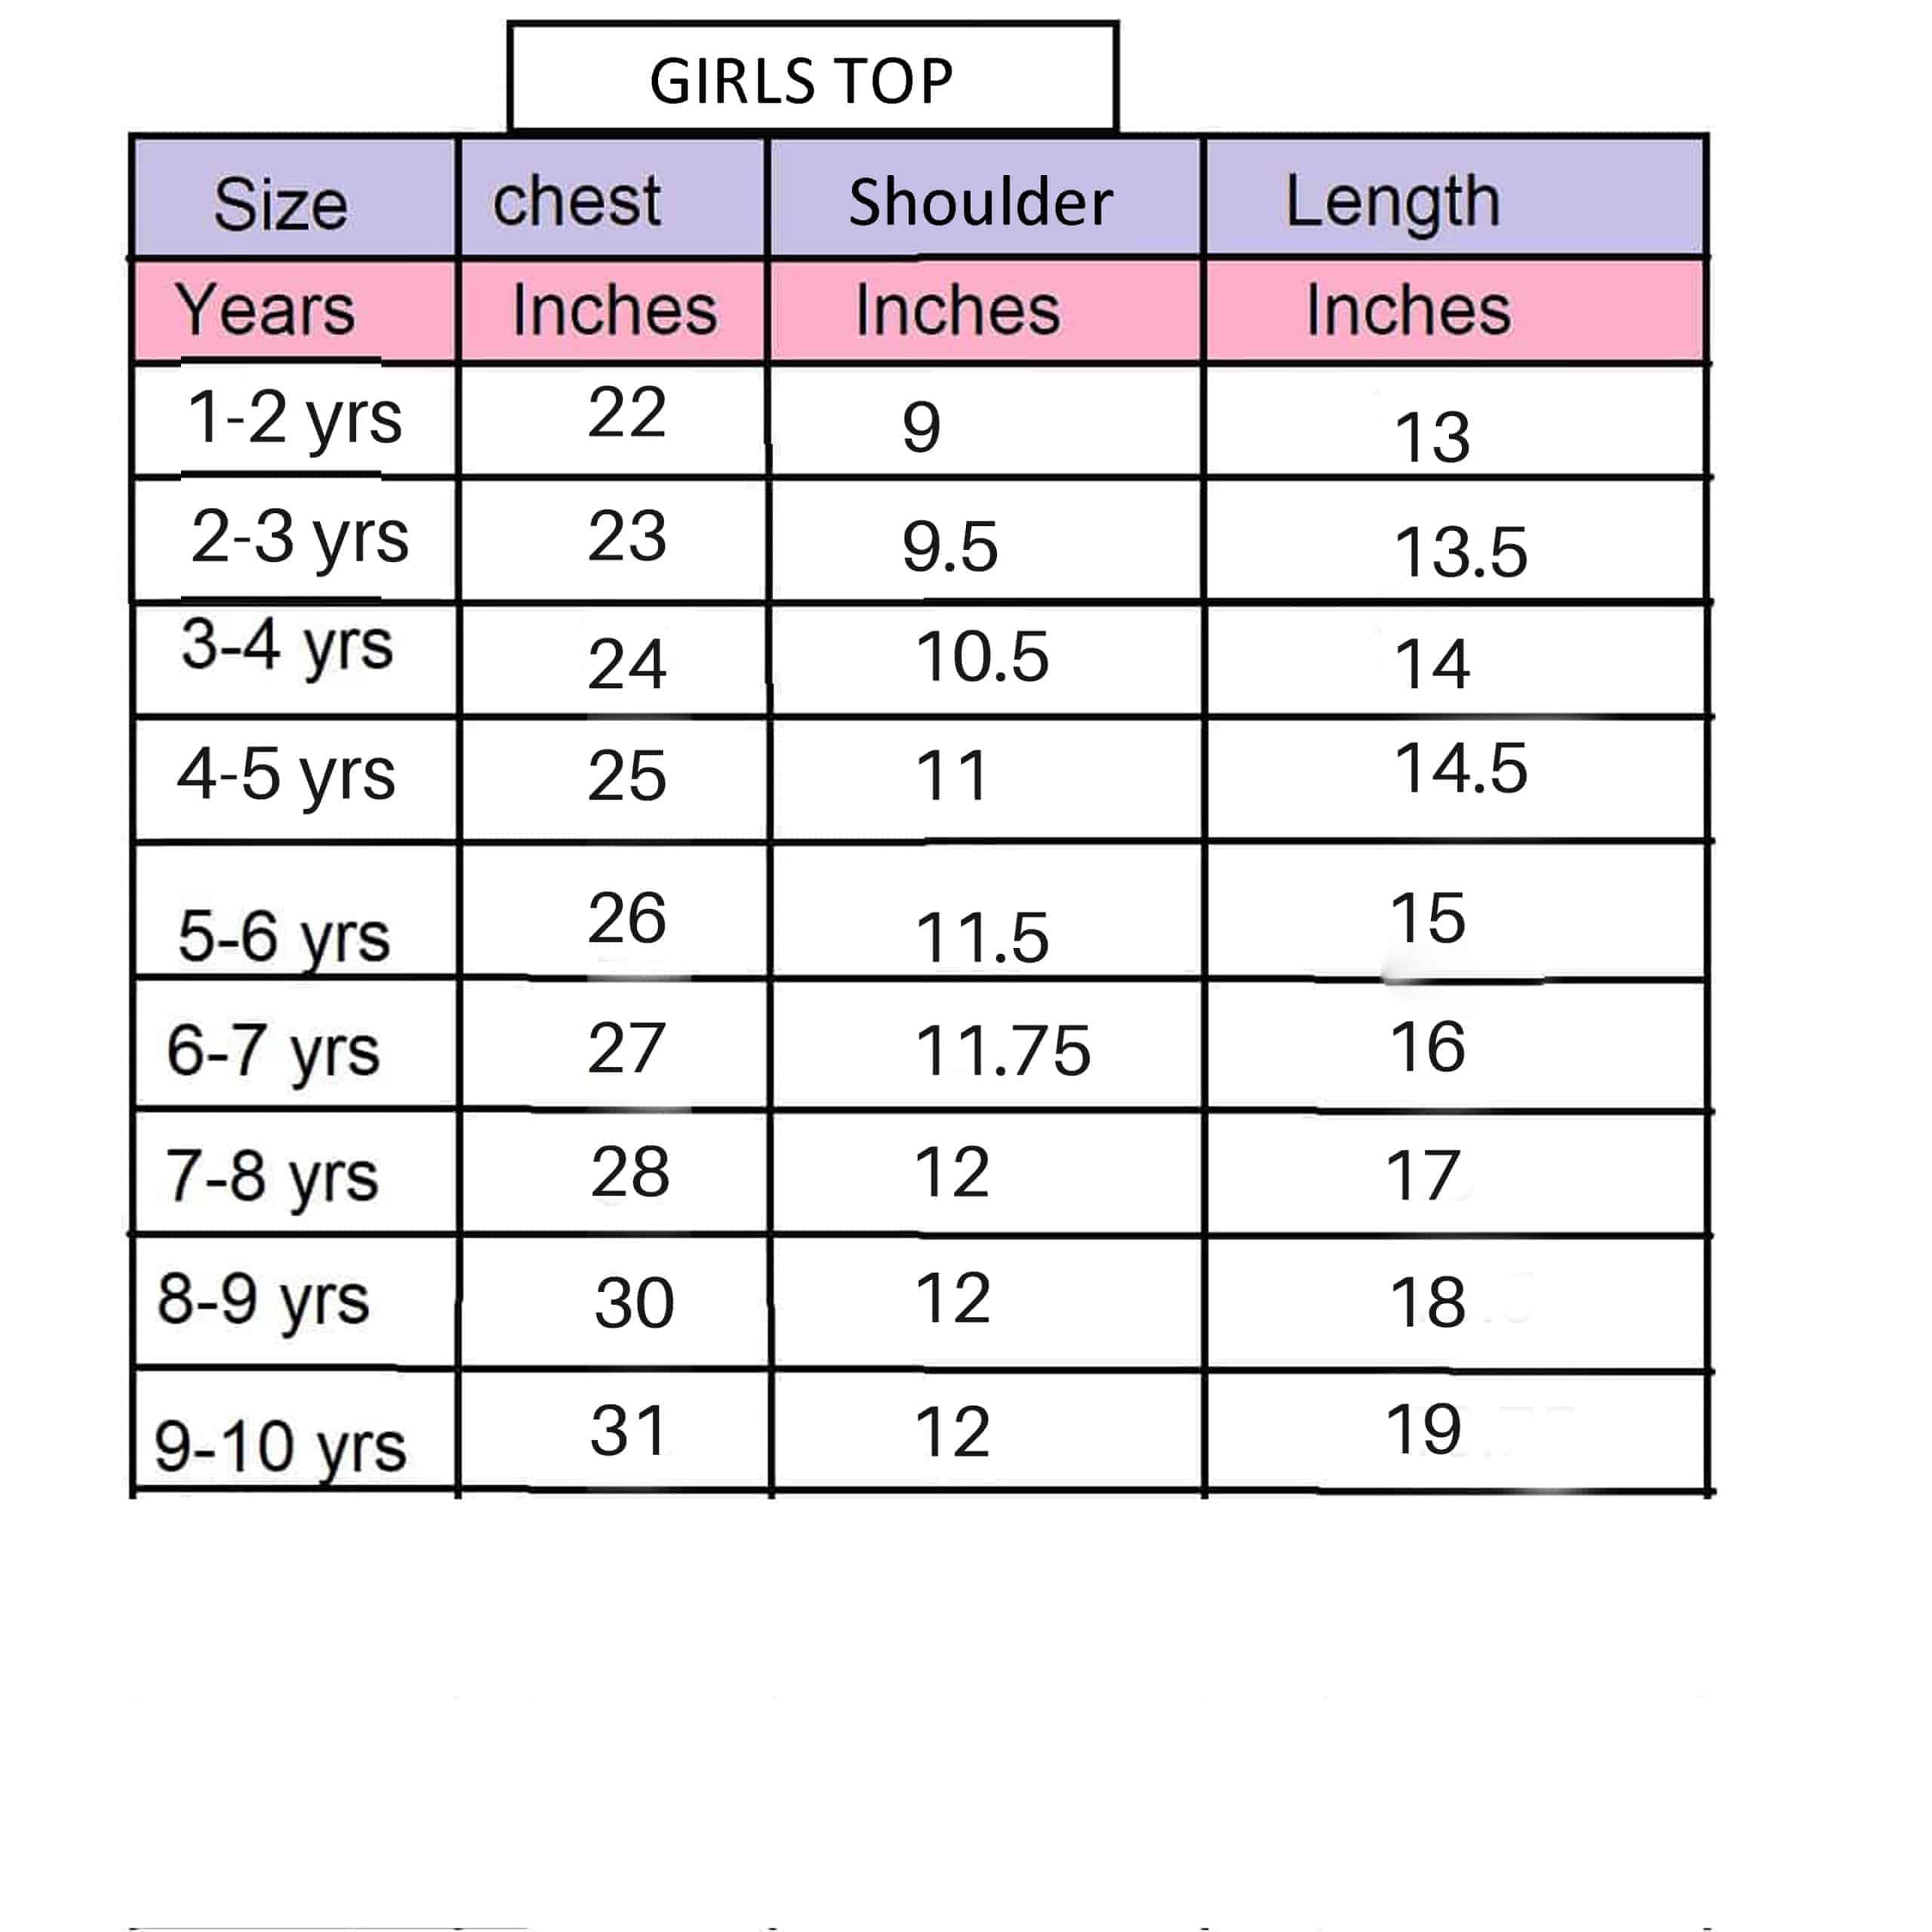 GIRLS TOP
Size chest Shoulder Length
Years Inches Inches Inches
1-2 yrs 22 9 13
2-3 yrs 23 9.5 13.5
3-4 yrs 24 10.5 14
4-5 yrs 25 11 14.5
5-6 yrs 26 11.5 15
6-7 yrs 27 11.75 16
7-8 yrs 28 12 17
8-9 yrs 30 12 18
9-10 yrs 31 12 19